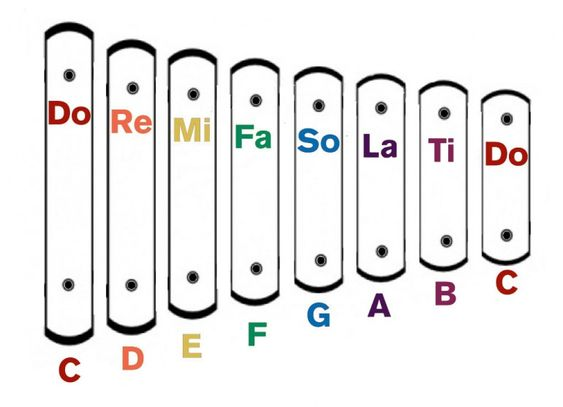 Do Re Mi Fa So La Ti Do
C D E F G A B C